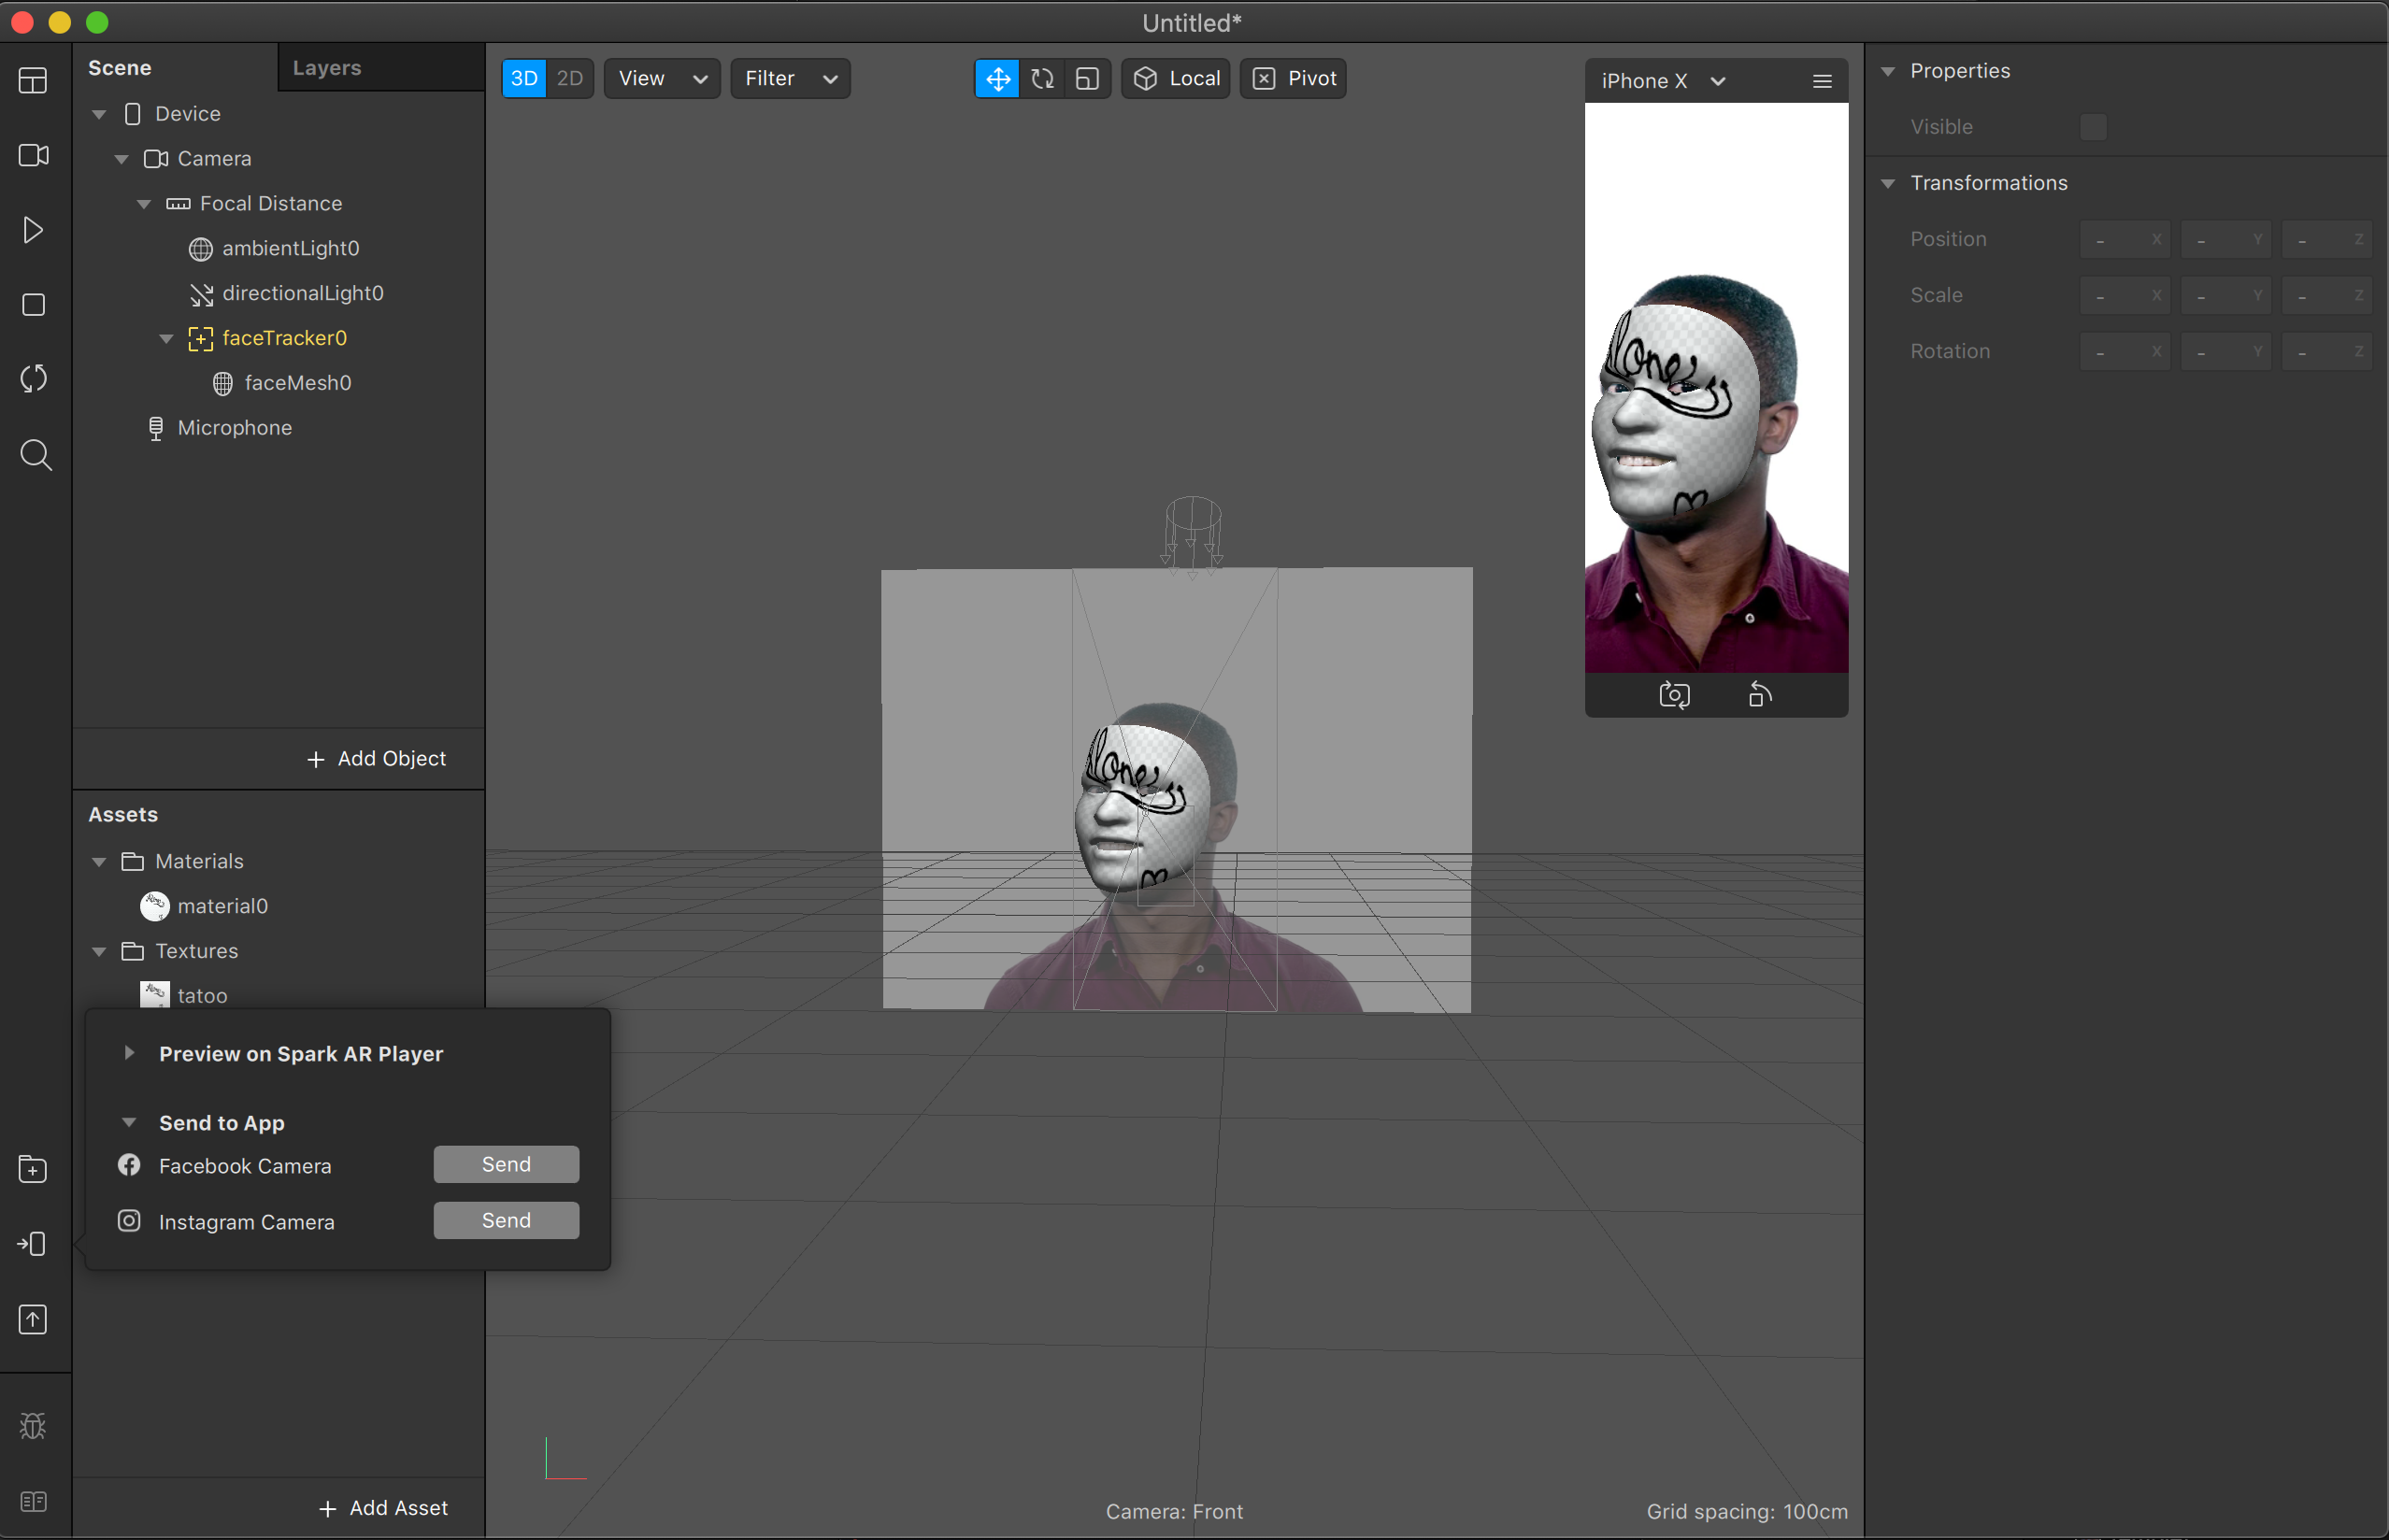 Untitled*
Scene
Layers
Device
Camera
Focal Distance
ambientLight0
directionalLight0
faceTracker0
faceMesh0
Microphone
+ Add Object
Assets
Materials
material0
Textures
tatoo
Preview on Spark AR Player
Send to App
Facebook Camera Send
Instagram Camera Send
+ Add Asset
3D 2D View Filter Local Pivot
Camera: Front
Grid spacing: 100cm
iPhone X
Properties
Visible
Transformations
Position - X - Y - Z
Scale - X - Y - Z
Rotation - X - Y - Z